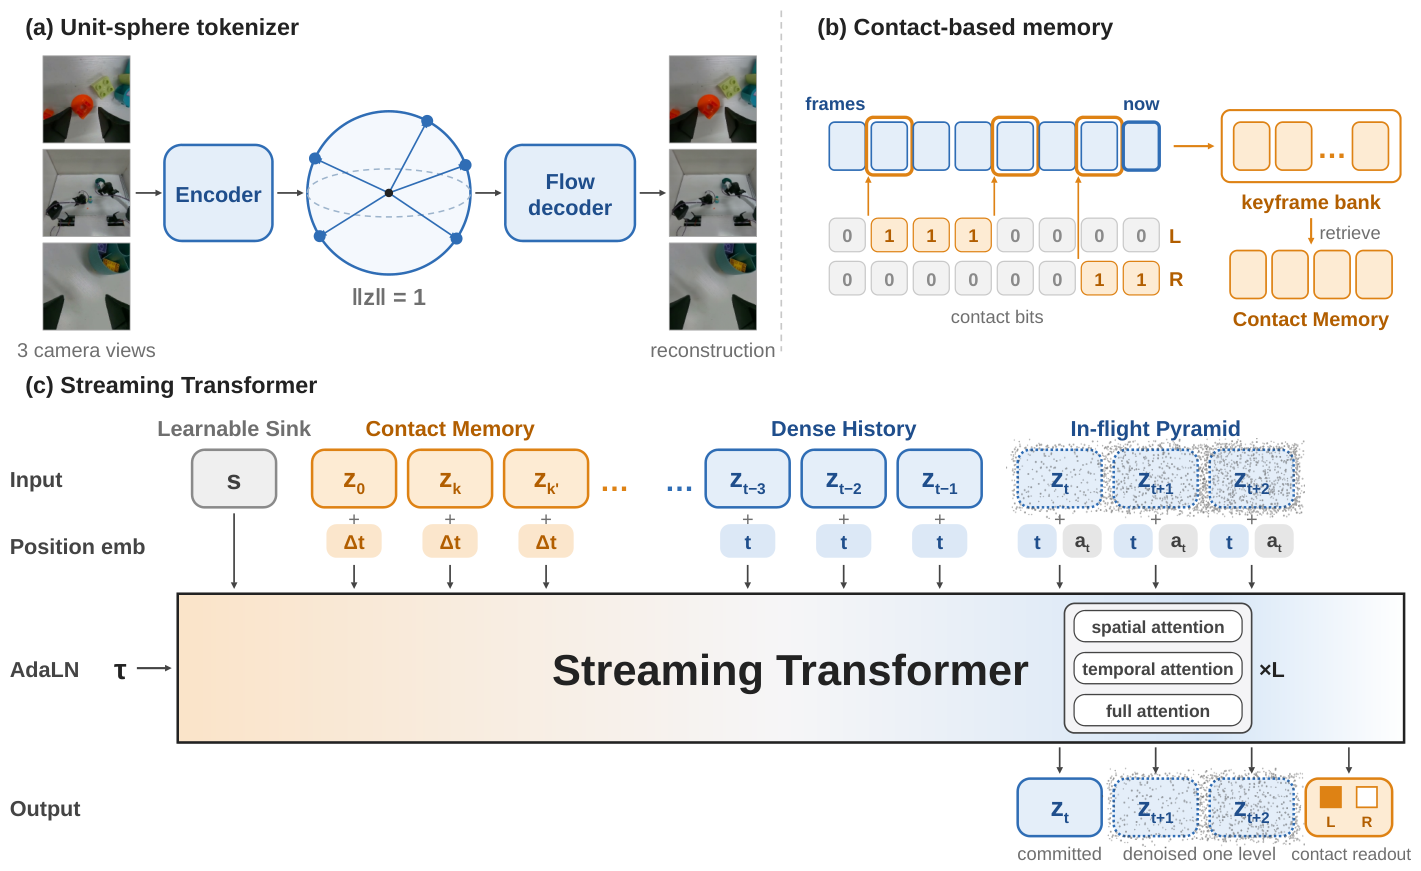 (a) Unit-sphere tokenizer
Encoder
Flow
decoder
‖z‖ = 1
3 camera views
reconstruction
(b) Contact-based memory
frames
now
0 1 1 1 0 0 0 0 L
0 0 0 0 0 0 1 1 R
contact bits
...
keyframe bank
retrieve
Contact Memory
(c) Streaming Transformer
Learnable Sink Contact Memory Dense History In-flight Pyramid
Input s z0 zk zk' ... ... zt−3 zt−2 zt−1 zt zt+1 zt+2
+ + + + + + + + +
Position emb Δt Δt Δt t t t t at t at t at
AdaLN τ
Streaming Transformer
spatial attention
temporal attention
full attention
×L
Output zt zt+1 zt+2 L R
committed denoised one level contact readout